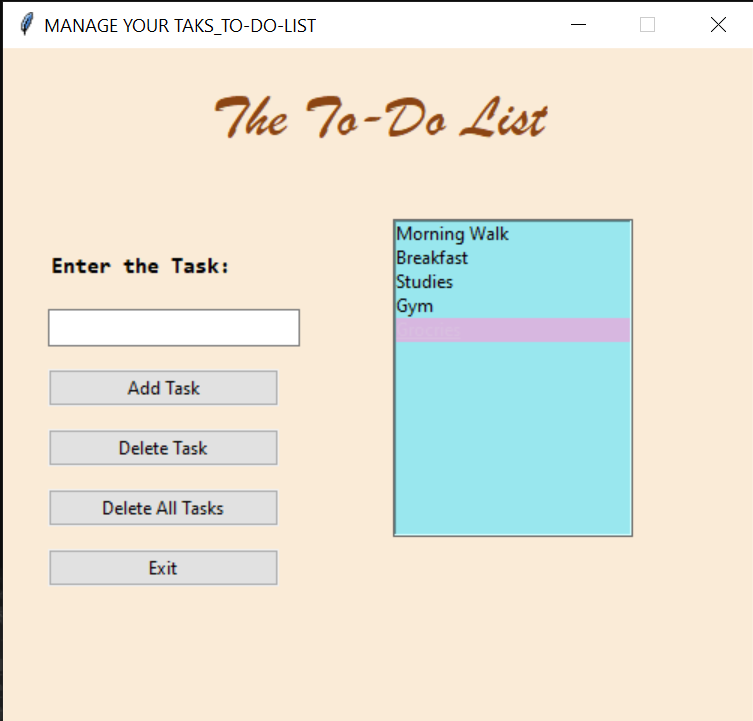 MANAGE YOUR TAKS_TO-DO-LIST
The To-Do List
Enter the Task:
Add Task
Delete Task
Delete All Tasks
Exit
Morning Walk
Breakfast
Studies
Gym